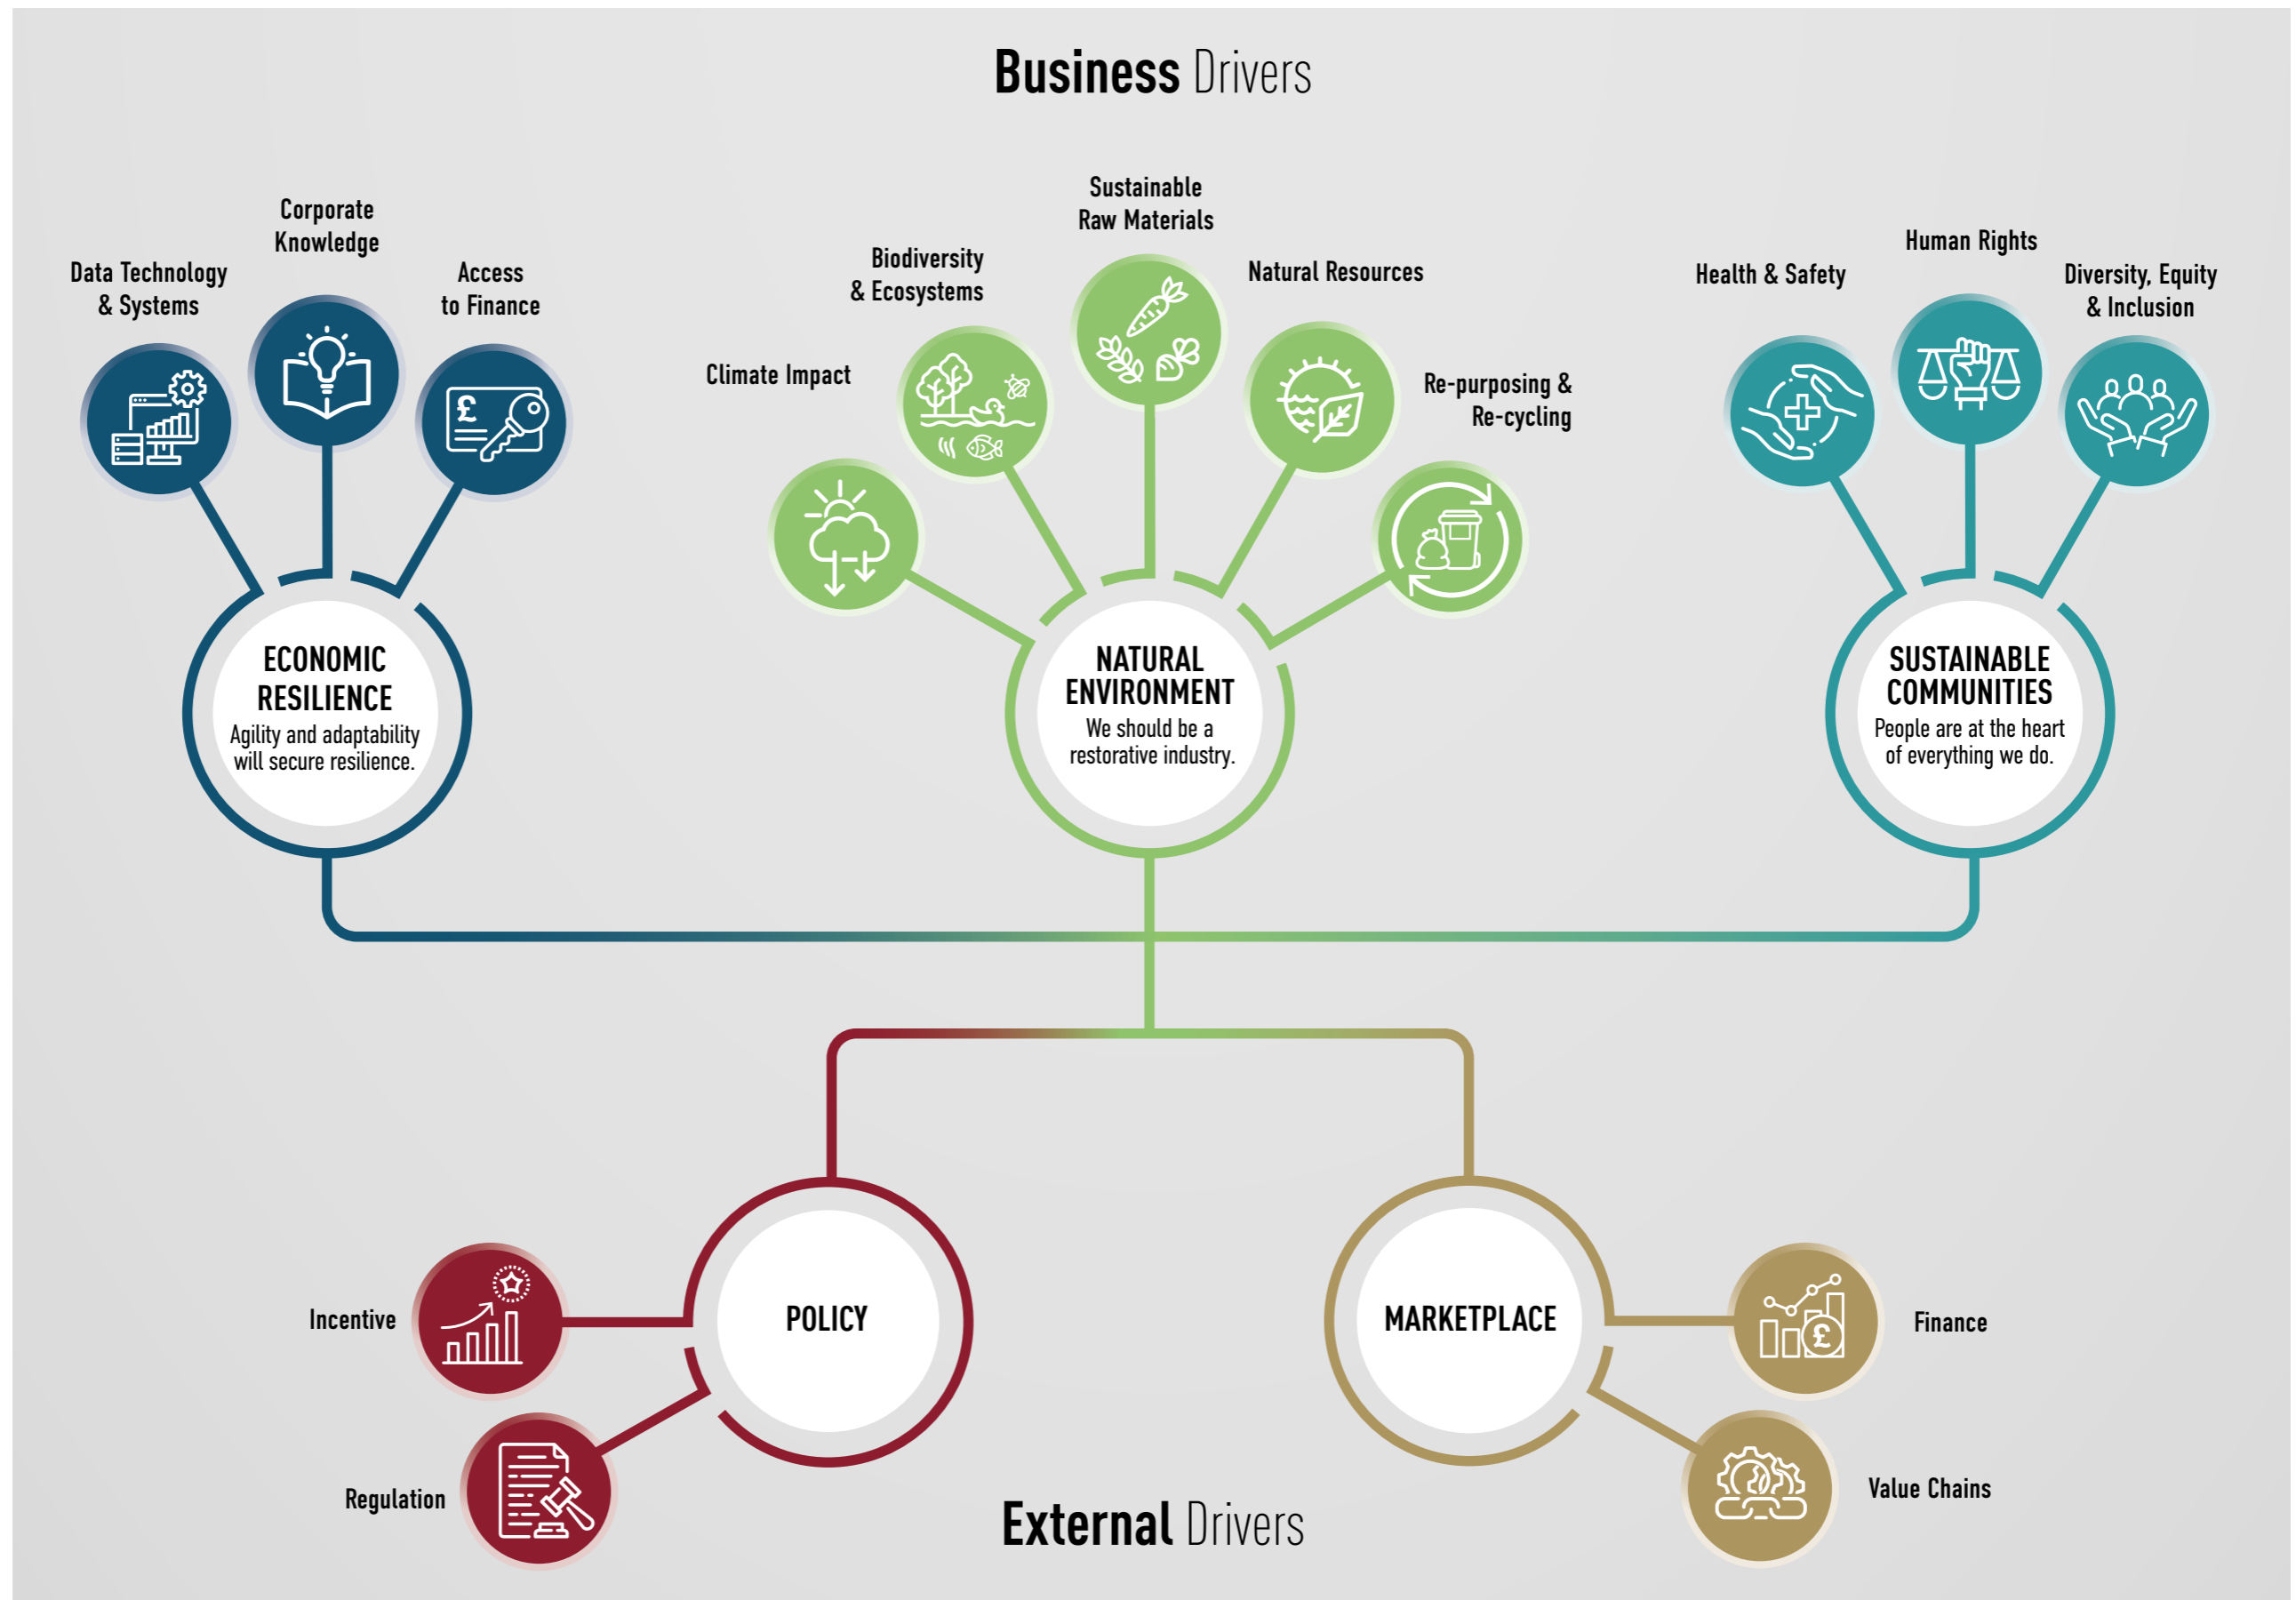 Business Drivers
Data Technology
& Systems
Corporate
Knowledge
Access
to Finance
£
ECONOMIC
RESILIENCE
Agility and adaptability
will secure resilience.
Climate Impact
Biodiversity
& Ecosystems
Sustainable
Raw Materials
Natural Resources
Re-purposing &
Re-cycling
NATURAL
ENVIRONMENT
We should be a
restorative industry.
Health & Safety
Human Rights
Diversity, Equity
& Inclusion
SUSTAINABLE
COMMUNITIES
People are at the heart
of everything we do.
Incentive
Regulation
POLICY
MARKETPLACE
£
Finance
Value Chains
External Drivers